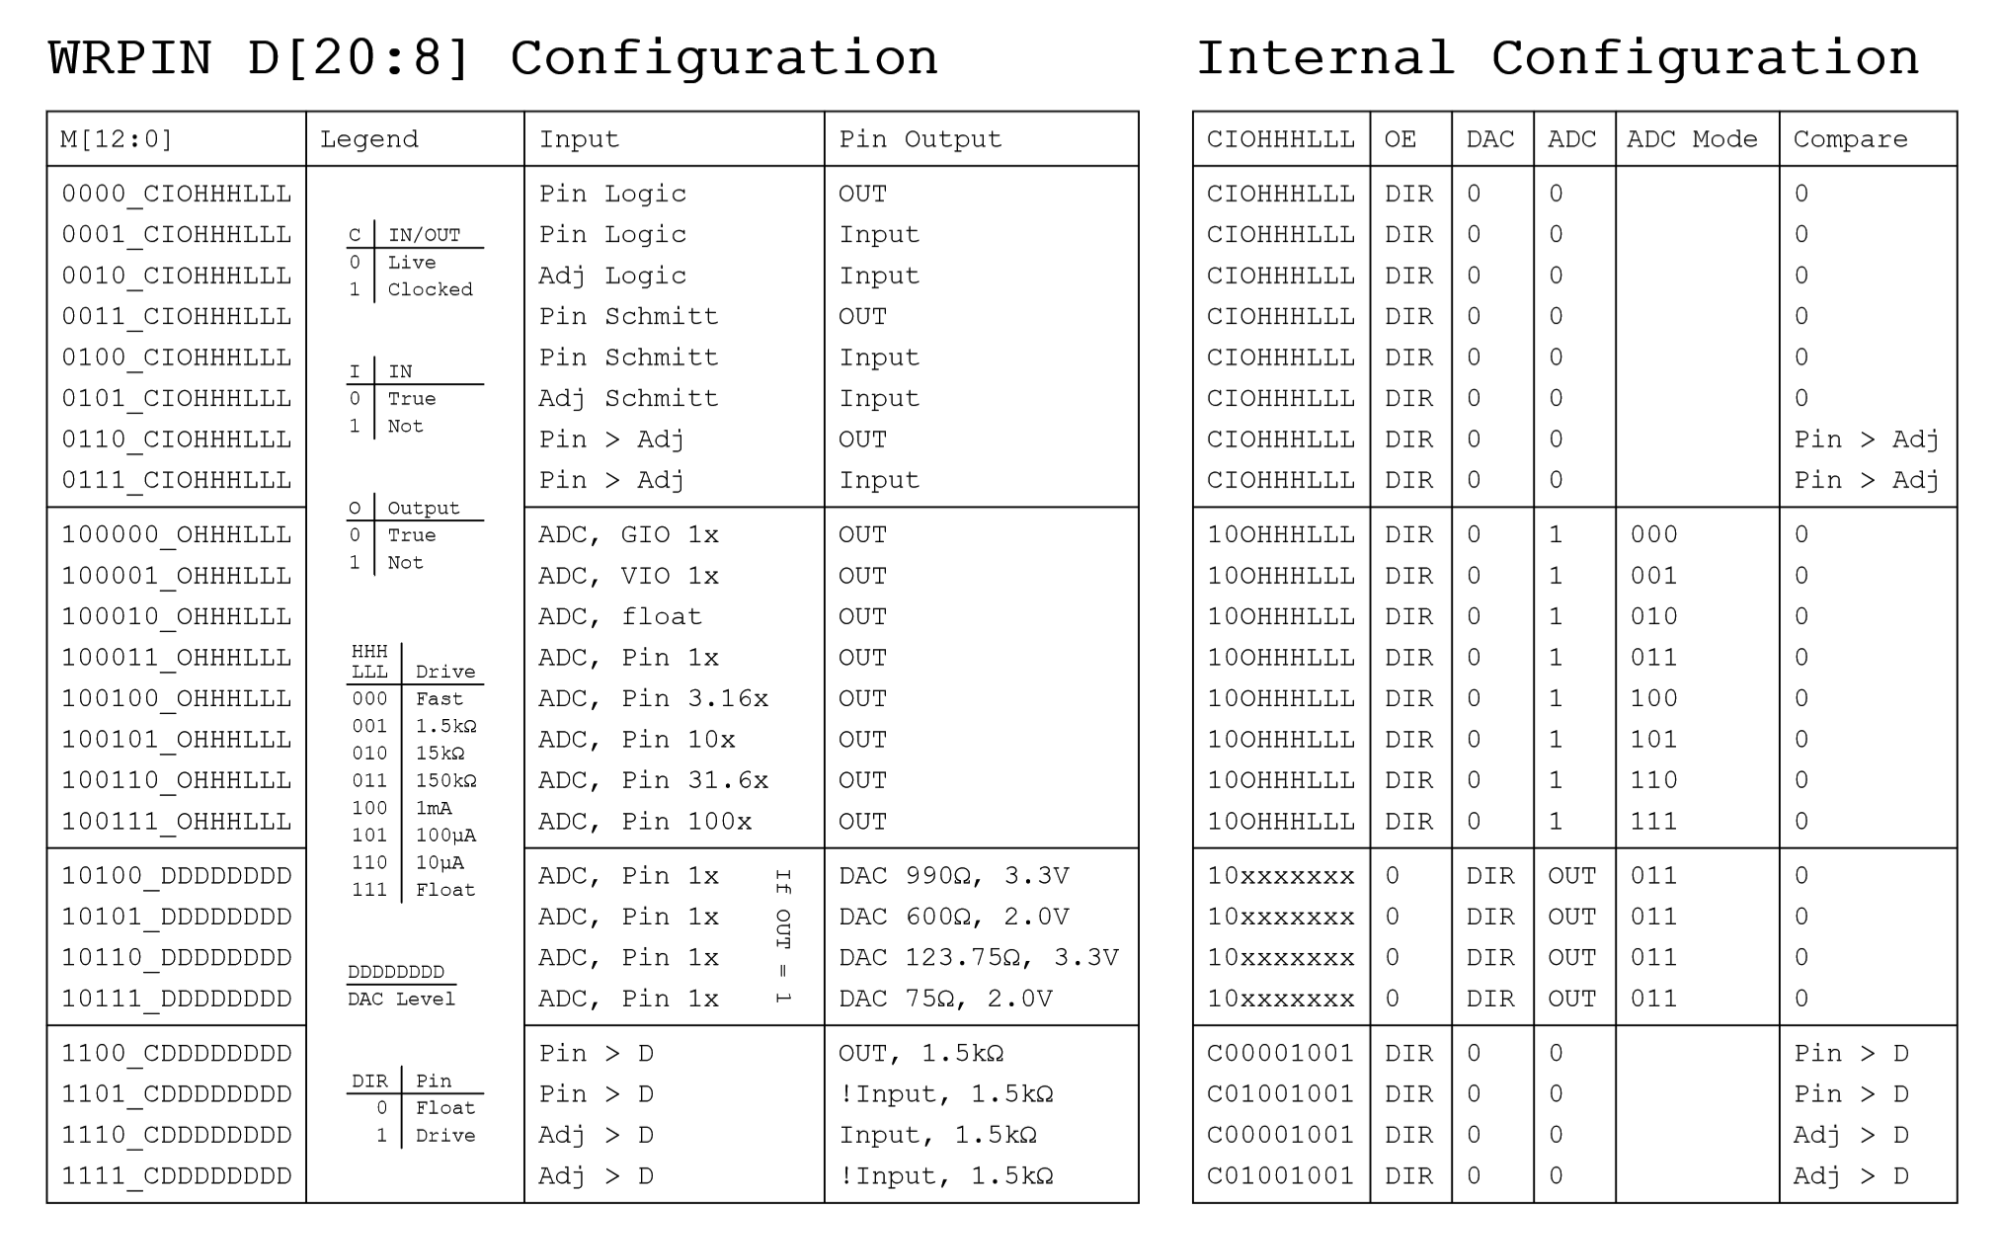 WRPIN D[20:8] Configuration
M[12:0] Legend Input Pin Output
0000_CIOHHHLLL Pin Logic OUT
0001_CIOHHHLLL Pin Logic Input
0010_CIOHHHLLL Adj Logic Input
0011_CIOHHHLLL Pin Schmitt OUT
0100_CIOHHHLLL Pin Schmitt Input
0101_CIOHHHLLL Adj Schmitt Input
0110_CIOHHHLLL Pin > Adj OUT
0111_CIOHHHLLL Pin > Adj Input
100000_OHHHLLL ADC, GIO 1x OUT
100001_OHHHLLL ADC, VIO 1x OUT
100010_OHHHLLL ADC, float OUT
100011_OHHHLLL ADC, Pin 1x OUT
100100_OHHHLLL ADC, Pin 3.16x OUT
100101_OHHHLLL ADC, Pin 10x OUT
100110_OHHHLLL ADC, Pin 31.6x OUT
100111_OHHHLLL ADC, Pin 100x OUT
10100_DDDDDDDD ADC, Pin 1x DAC 990Ω, 3.3V
10101_DDDDDDDD ADC, Pin 1x DAC 600Ω, 2.0V
10110_DDDDDDDD ADC, Pin 1x DAC 123.75Ω, 3.3V
10111_DDDDDDDD ADC, Pin 1x DAC 75Ω, 2.0V
If OUT = 1
1100_CDDDDDDDD Pin > D OUT, 1.5kΩ
1101_CDDDDDDDD Pin > D !Input, 1.5kΩ
1110_CDDDDDDDD Adj > D Input, 1.5kΩ
1111_CDDDDDDDD Adj > D !Input, 1.5kΩ
C IN/OUT
0 Live
1 Clocked
I IN
0 True
1 Not
O Output
0 True
1 Not
HHH
LLL Drive
000 Fast
001 1.5kΩ
010 15kΩ
011 150kΩ
100 1mA
101 100µA
110 10µA
111 Float
DDDDDDDD
DAC Level
DIR Pin
0 Float
1 Drive
Internal Configuration
CIOHHHLLL OE DAC ADC ADC Mode Compare
CIOHHHLLL DIR 0 0 0
CIOHHHLLL DIR 0 0 0
CIOHHHLLL DIR 0 0 0
CIOHHHLLL DIR 0 0 0
CIOHHHLLL DIR 0 0 0
CIOHHHLLL DIR 0 0 0
CIOHHHLLL DIR 0 0 Pin > Adj
CIOHHHLLL DIR 0 0 Pin > Adj
10OHHHLLL DIR 0 1 000 0
10OHHHLLL DIR 0 1 001 0
10OHHHLLL DIR 0 1 010 0
10OHHHLLL DIR 0 1 011 0
10OHHHLLL DIR 0 1 100 0
10OHHHLLL DIR 0 1 101 0
10OHHHLLL DIR 0 1 110 0
10OHHHLLL DIR 0 1 111 0
10xxxxxxx 0 DIR OUT 011 0
10xxxxxxx 0 DIR OUT 011 0
10xxxxxxx 0 DIR OUT 011 0
10xxxxxxx 0 DIR OUT 011 0
C00001001 DIR 0 0 Pin > D
C01001001 DIR 0 0 Pin > D
C00001001 DIR 0 0 Adj > D
C01001001 DIR 0 0 Adj > D